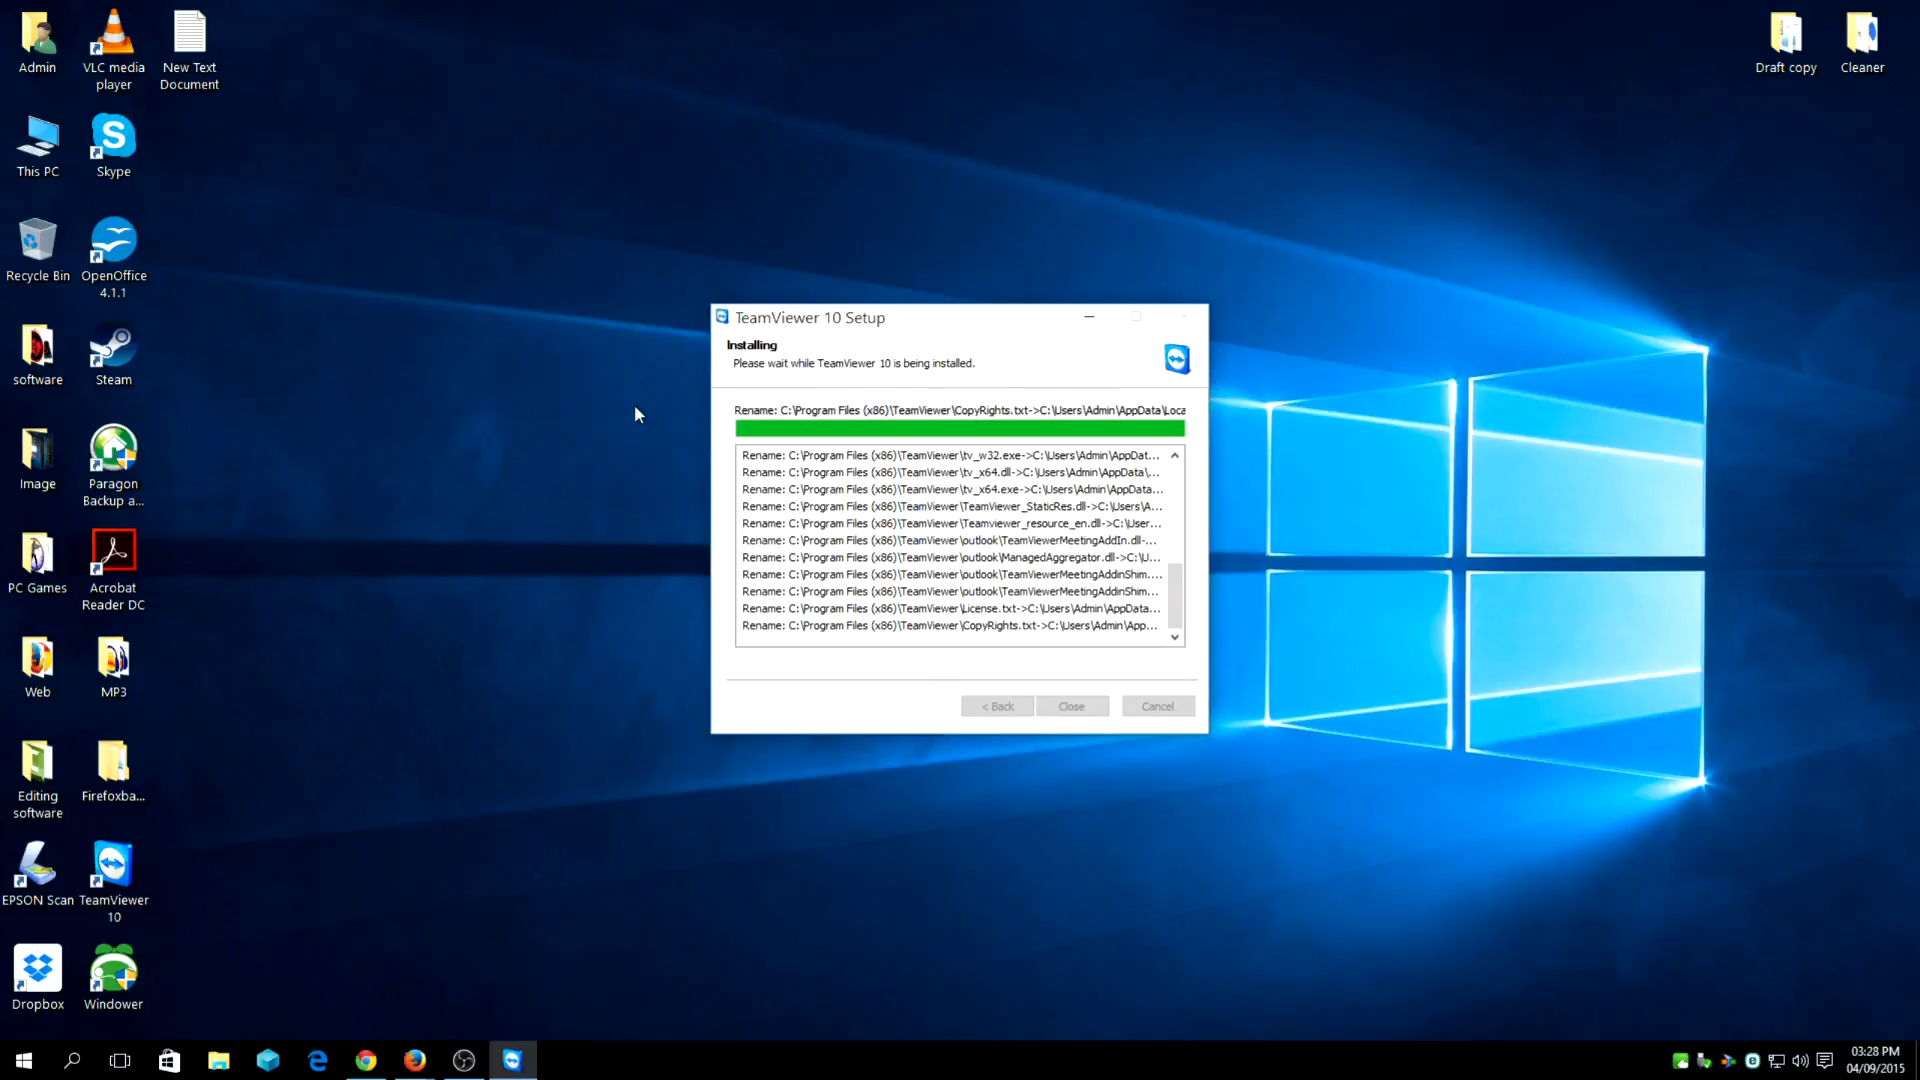 Admin
VLC media
player
New Text
Document
Draft copy
Cleaner
This PC
Skype
Recycle Bin
OpenOffice
4.1.1
software
Steam
Image
Paragon
Backup a...
PC Games
Acrobat
Reader DC
Web
MP3
Editing
software
Firefoxba...
EPSON Scan
TeamViewer
10
Dropbox
Windower
TeamViewer 10 Setup
Installing
Please wait while TeamViewer 10 is being installed.
Rename: C:\Program Files (x86)\TeamViewer\CopyRights.txt->C:\Users\Admin\AppData\Loca
Rename: C:\Program Files (x86)\TeamViewer\tv_w32.exe->C:\Users\Admin\AppDat...
Rename: C:\Program Files (x86)\TeamViewer\tv_x64.dll->C:\Users\Admin\AppData\...
Rename: C:\Program Files (x86)\TeamViewer\tv_x64.exe->C:\Users\Admin\AppData...
Rename: C:\Program Files (x86)\TeamViewer\TeamViewer_StaticRes.dll->C:\Users\A...
Rename: C:\Program Files (x86)\TeamViewer\Teamviewer_resource_en.dll->C:\User...
Rename: C:\Program Files (x86)\TeamViewer\outlook\TeamViewerMeetingAddIn.dll-...
Rename: C:\Program Files (x86)\TeamViewer\outlook\ManagedAggregator.dll->C:\U...
Rename: C:\Program Files (x86)\TeamViewer\outlook\TeamViewerMeetingAddinShim....
Rename: C:\Program Files (x86)\TeamViewer\outlook\TeamViewerMeetingAddinShim...
Rename: C:\Program Files (x86)\TeamViewer\License.txt->C:\Users\Admin\AppData...
Rename: C:\Program Files (x86)\TeamViewer\CopyRights.txt->C:\Users\Admin\App...
< Back
Close
Cancel
03:28 PM
04/09/2015